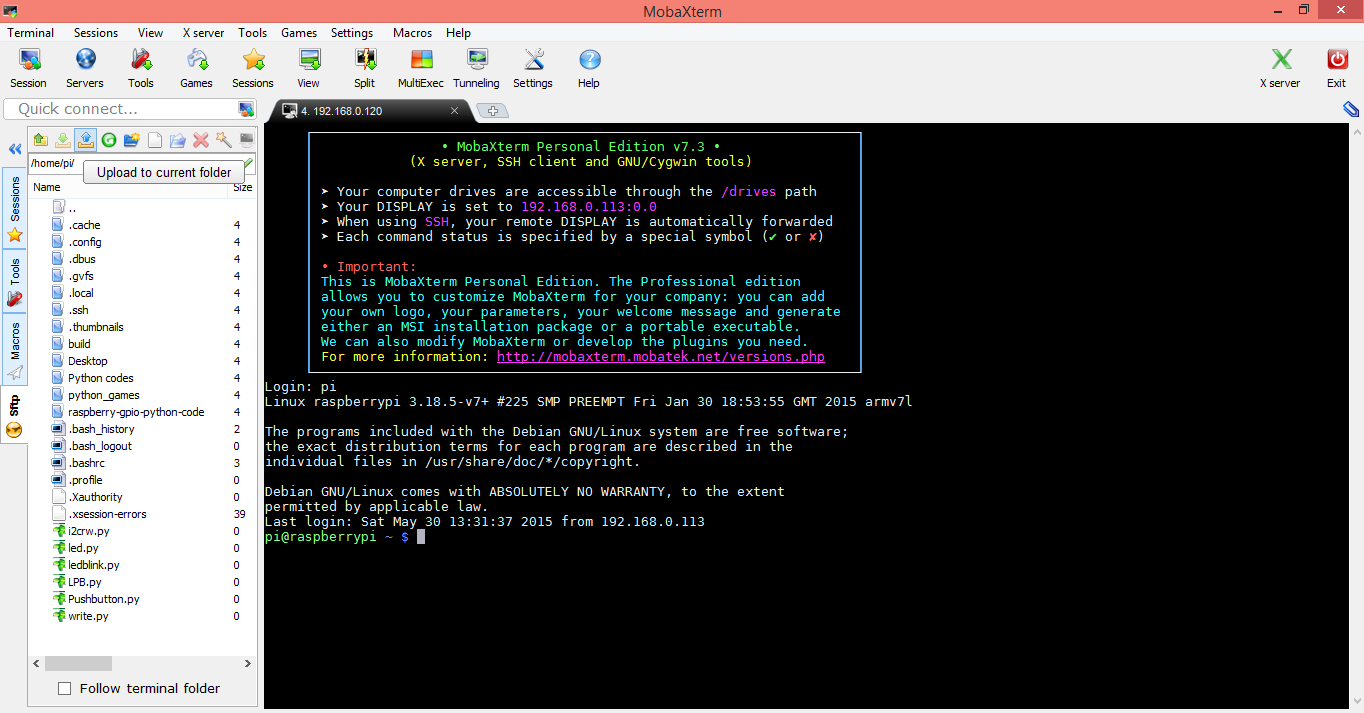 MobaXterm
Terminal Sessions View X server Tools Games Settings Macros Help
Session Servers Tools Games Sessions View Split MultiExec Tunneling Settings Help X server Exit
Quick connect...
4. 192.168.0.120
/home/pi/
Upload to current folder
Name Size
Sessions
Tools
Macros
Sftp
..
.cache 4
.config 4
.dbus 4
.gvfs 4
.local 4
.ssh 4
.thumbnails 4
build 4
Desktop 4
Python codes 4
python_games 4
raspberry-gpio-python-code 4
.bash_history 2
.bash_logout 0
.bashrc 3
.profile 0
.Xauthority 0
.xsession-errors 39
i2crw.py 0
led.py 0
ledblink.py 0
LPB.py 0
Pushbutton.py 0
write.py 0
Follow terminal folder
• MobaXterm Personal Edition v7.3 •
(X server, SSH client and GNU/Cygwin tools)
➤ Your computer drives are accessible through the /drives path
➤ Your DISPLAY is set to 192.168.0.113:0.0
➤ When using SSH, your remote DISPLAY is automatically forwarded
➤ Each command status is specified by a special symbol (✔ or ✘)
• Important:
This is MobaXterm Personal Edition. The Professional edition
allows you to customize MobaXterm for your company: you can add
your own logo, your parameters, your welcome message and generate
either an MSI installation package or a portable executable.
We can also modify MobaXterm or develop the plugins you need.
For more information: http://mobaxterm.mobatek.net/versions.php
Login: pi
Linux raspberrypi 3.18.5-v7+ #225 SMP PREEMPT Fri Jan 30 18:53:55 GMT 2015 armv7l
The programs included with the Debian GNU/Linux system are free software;
the exact distribution terms for each program are described in the
individual files in /usr/share/doc/*/copyright.
Debian GNU/Linux comes with ABSOLUTELY NO WARRANTY, to the extent
permitted by applicable law.
Last login: Sat May 30 13:31:37 2015 from 192.168.0.113
pi@raspberrypi ~ $